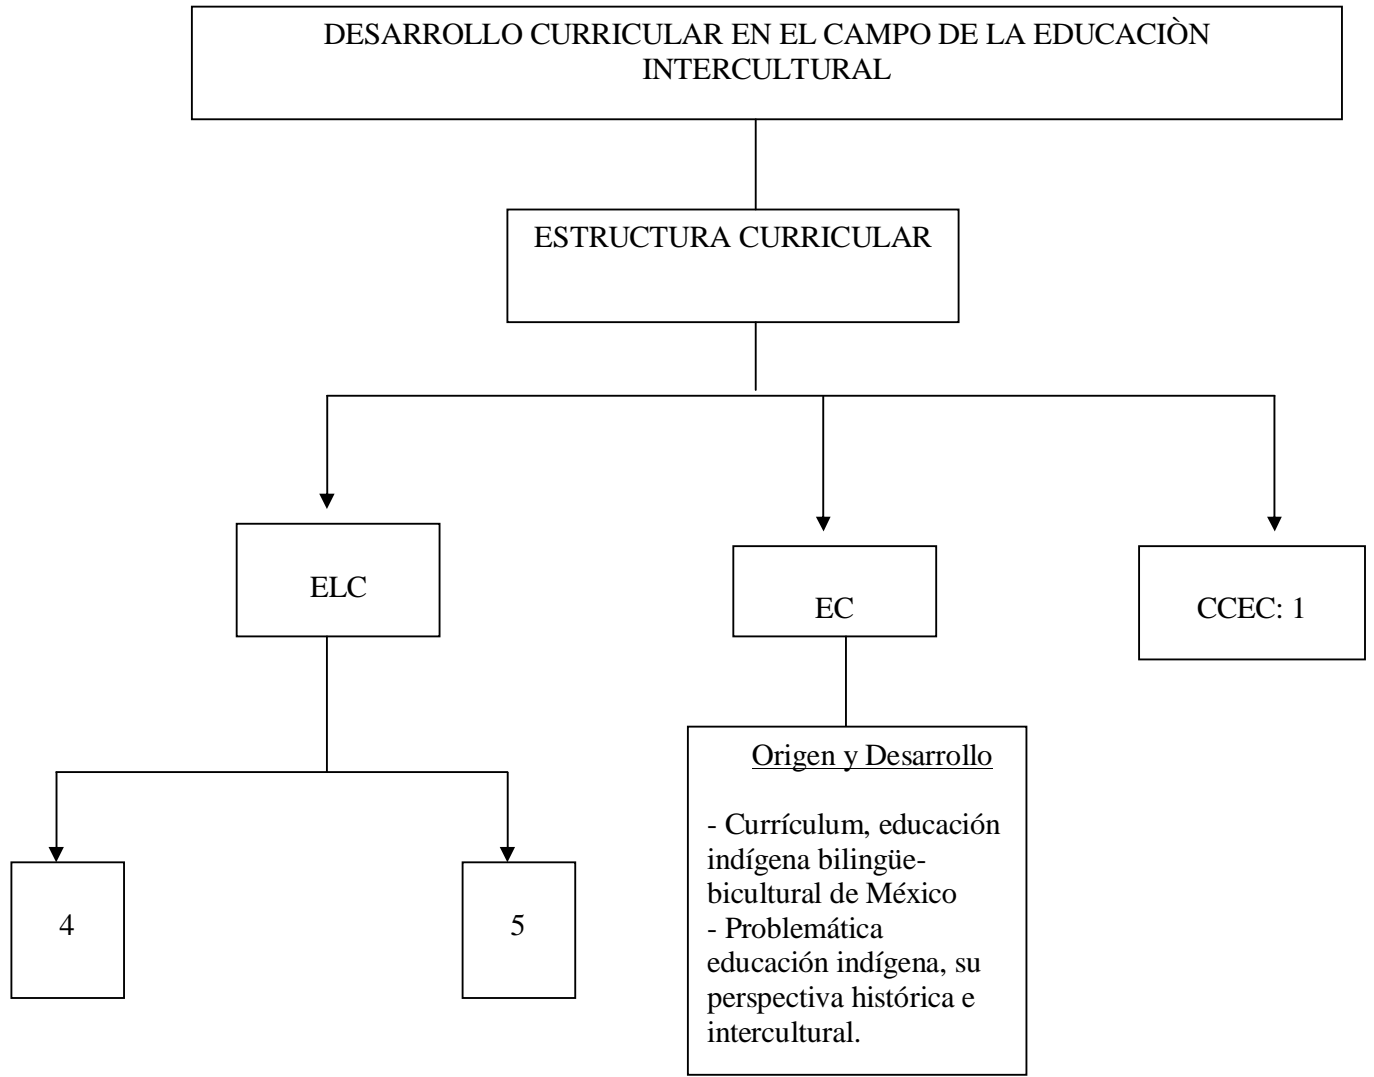 DESARROLLO CURRICULAR EN EL CAMPO DE LA EDUCACIÒN
INTERCULTURAL
ESTRUCTURA CURRICULAR
ELC
EC
CCEC: 1
4
5
Origen y Desarrollo
- Currículum, educación
indígena bilingüe-
bicultural de México
- Problemática
educación indígena, su
perspectiva histórica e
intercultural.